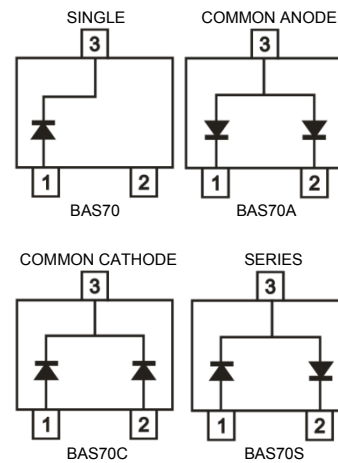 SINGLE
3
1 2
BAS70
COMMON ANODE
3
1 2
BAS70A
COMMON CATHODE
3
1 2
BAS70C
SERIES
3
1 2
BAS70S